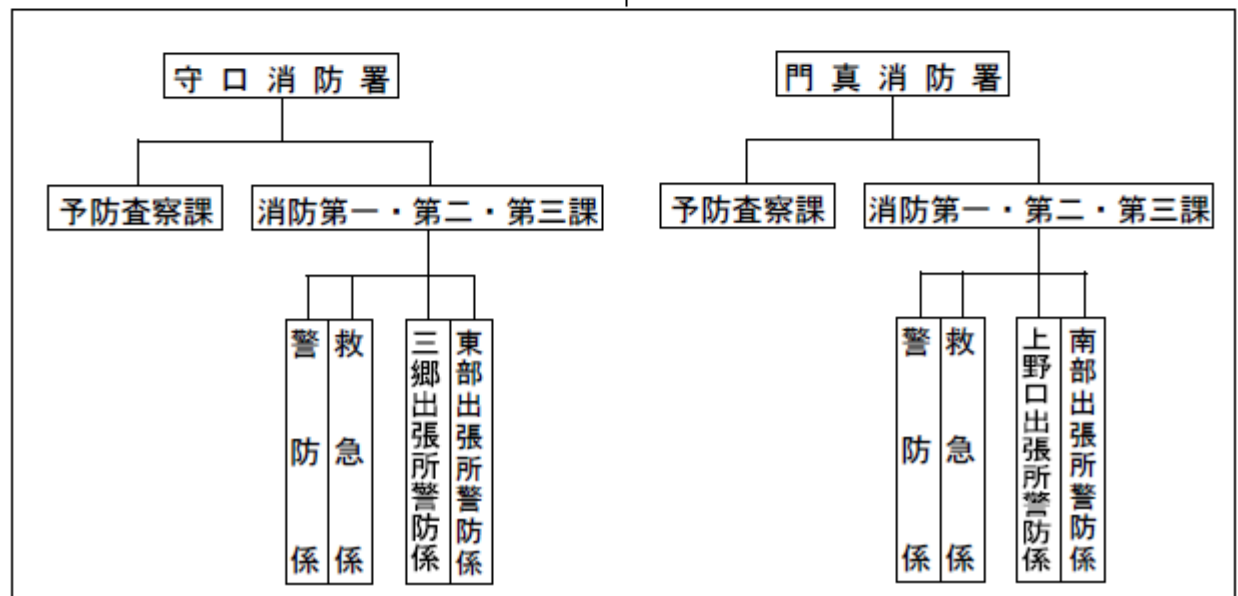 守口消防署
予防査察課
消防第一・第二・第三課
警防係
救急係
三郷出張所警防係
東部出張所警防係
門真消防署
予防査察課
消防第一・第二・第三課
警防係
救急係
上野口出張所警防係
南部出張所警防係